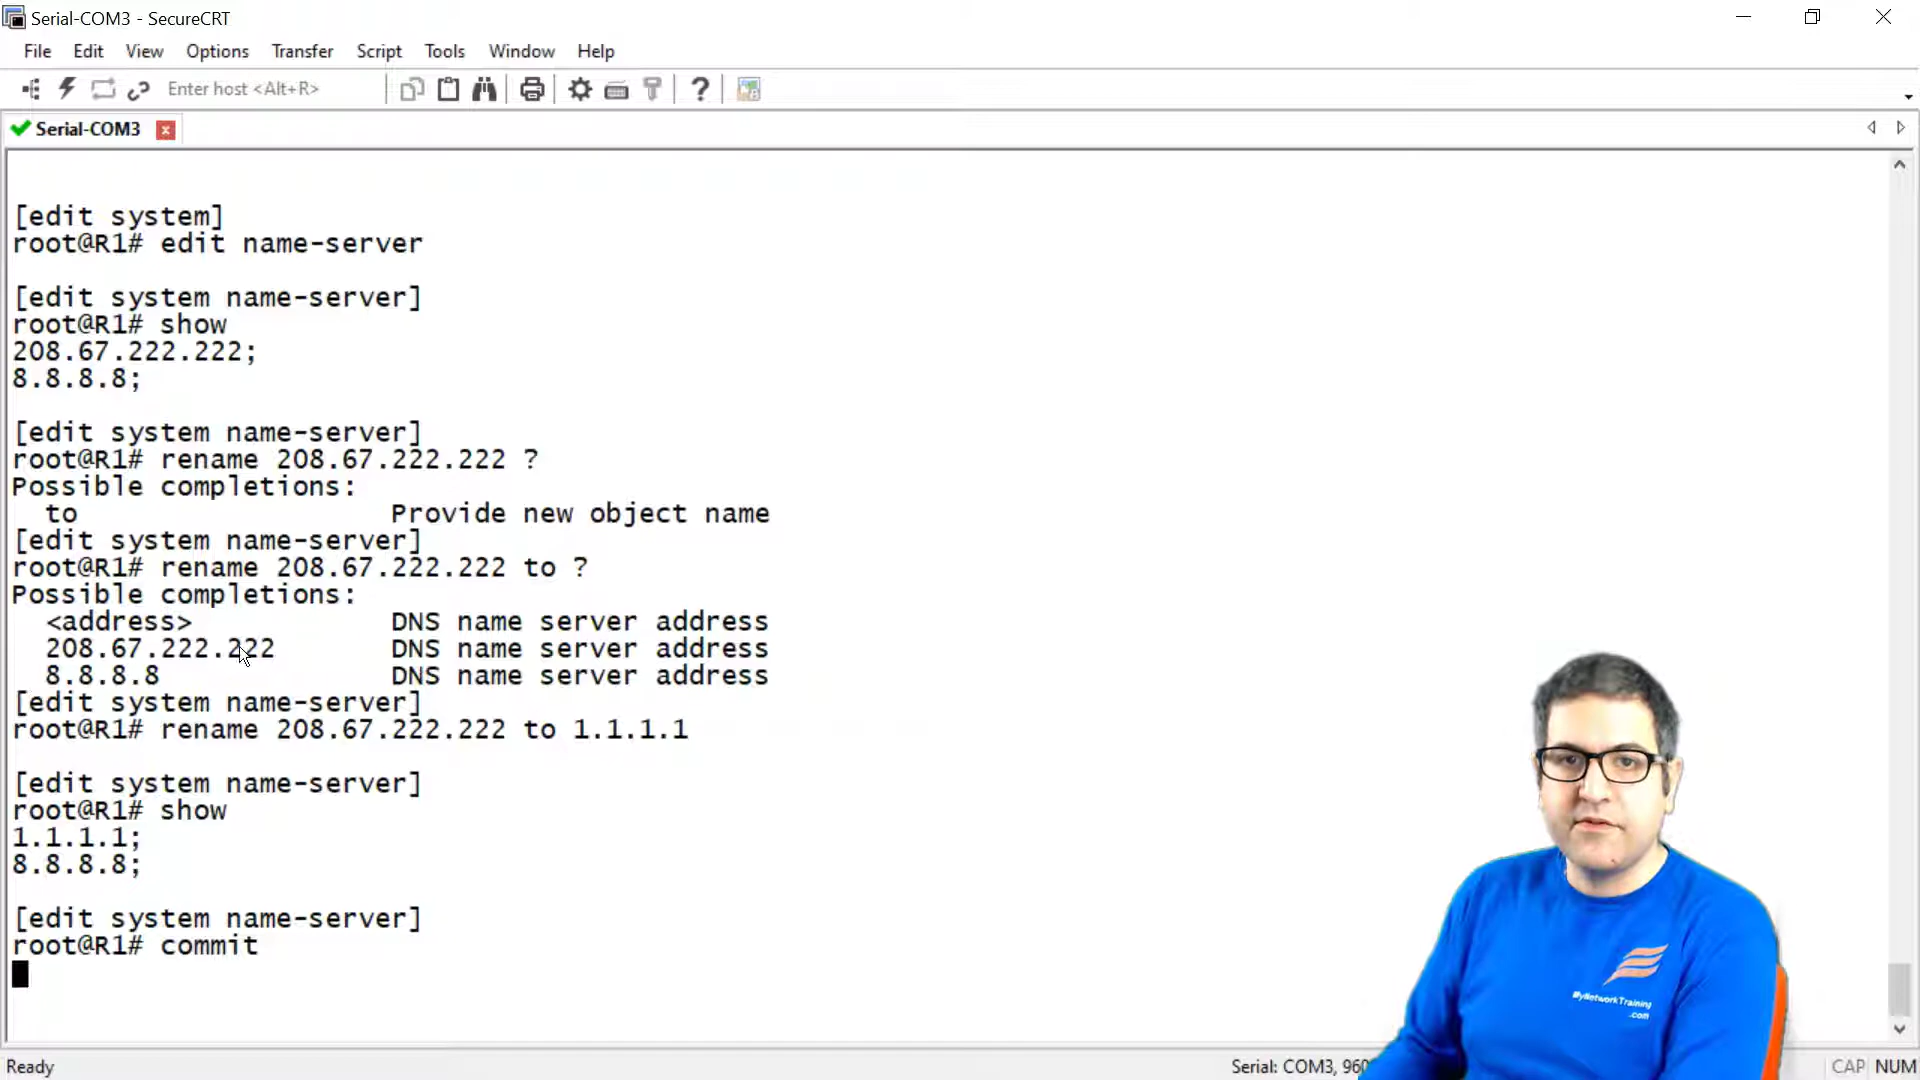 Serial-COM3 - SecureCRT
File Edit View Options Transfer Script Tools Window Help
Enter host <Alt+R>
Serial-COM3
[edit system]
root@R1# edit name-server
[edit system name-server]
root@R1# show
208.67.222.222;
8.8.8.8;
[edit system name-server]
root@R1# rename 208.67.222.222 ?
Possible completions:
to Provide new object name
[edit system name-server]
root@R1# rename 208.67.222.222 to ?
Possible completions:
<address> DNS name server address
208.67.222.222 DNS name server address
8.8.8.8 DNS name server address
[edit system name-server]
root@R1# rename 208.67.222.222 to 1.1.1.1
[edit system name-server]
root@R1# show
1.1.1.1;
8.8.8.8;
[edit system name-server]
root@R1# commit
MyNetworkTraining
.com
Ready Serial: COM3, 960 CAP NUM